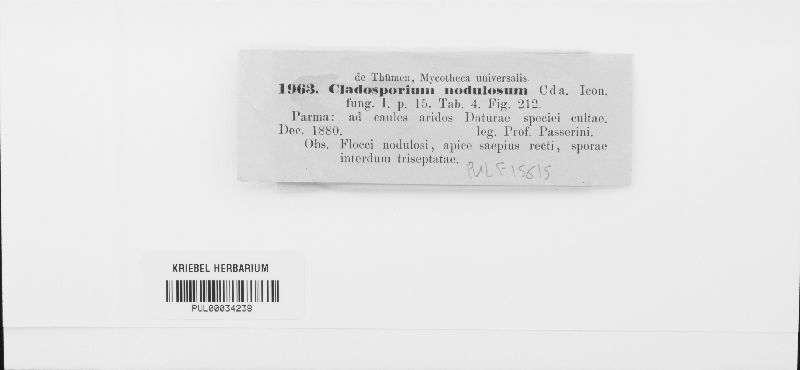 de Thümen, Mycotheca universalis.
1963. Cladosporium nodulosum Cda. Icon.
fung. I. p. 15. Tab. 4. Fig. 212.
Parma: ad caules aridos Daturae speciei cultae.
Dec. 1880. leg. Prof. Passerini.
Obs. Flocci nodulosi, apice saepius recti, sporae
interdum triseptatae.
PUL F15615
KRIEBEL HERBARIUM
PUL00034238